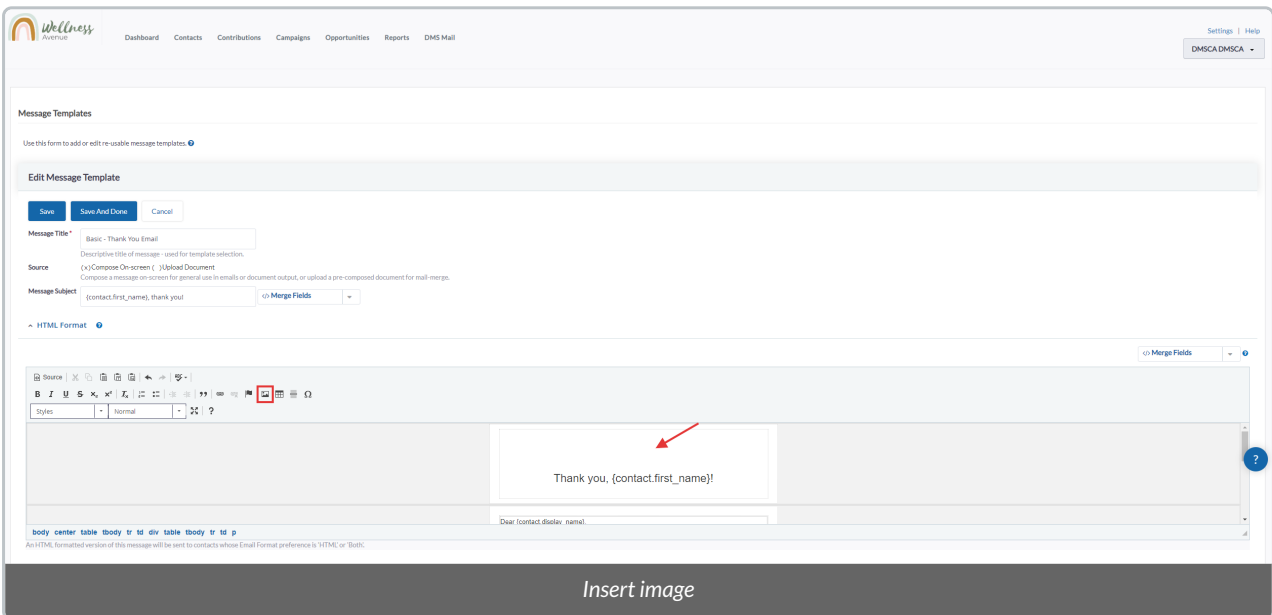 Wellness
Avenue
Dashboard Contacts Contributions Campaigns Opportunities Reports DMS Mail
Settings | Help
DMSCA DMSCA
Message Templates
Use this form to add or edit re-usable message templates.
Edit Message Template
Save Save And Done Cancel
Message Title * Basic - Thank You Email
Descriptive title of message - used for template selection.
Source (x)Compose On-screen ( )Upload Document
Compose a message on-screen for general use in emails or document output, or upload a pre-composed document for mail-merge.
Message Subject {contact.first_name}, thank you! </> Merge Fields
HTML Format ?
</> Merge Fields ?
Source
B I U S x₂ x² Tx Ω
Styles Normal ?
Thank you, {contact.first_name}!
?
Dear {contact.display_name},
body center table tbody tr td div table tbody tr td p
An HTML formatted version of this message will be sent to contacts whose Email Format preference is 'HTML' or 'Both'.
Insert image